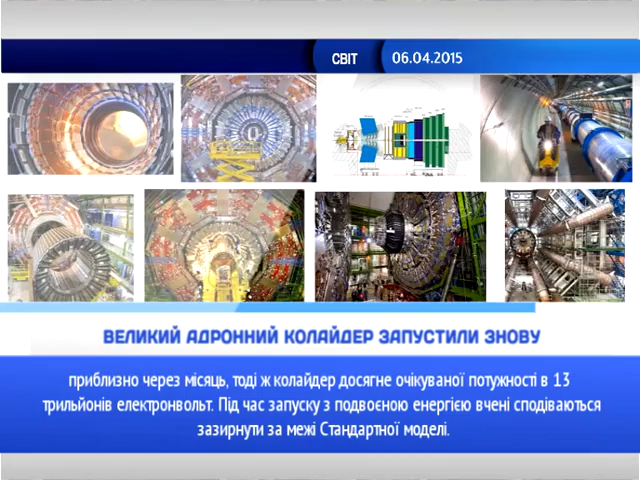 СВІТ
06.04.2015
ВЕЛИКИЙ АДРОННИЙ КОЛАЙДЕР ЗАПУСТИЛИ ЗНОВУ
приблизно через місяць, тоді ж колайдер досягне очікуваної потужності в 13
трильйонів електронвольт. Під час запуску з подвоєною енергією вчені сподіваються
зазирнути за межі Стандартної моделі.